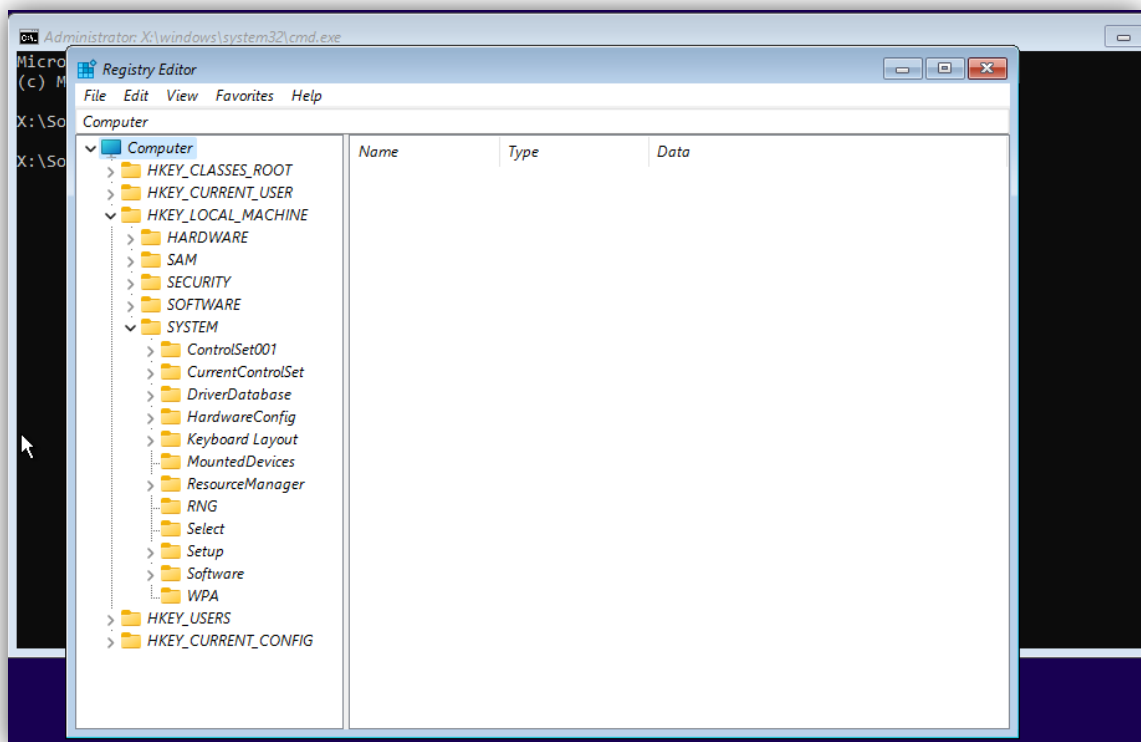 Administrator: X:\windows\system32\cmd.exe
Micro
(c) M
X:\So
X:\So
Registry Editor
File Edit View Favorites Help
Computer
Computer
HKEY_CLASSES_ROOT
HKEY_CURRENT_USER
HKEY_LOCAL_MACHINE
HARDWARE
SAM
SECURITY
SOFTWARE
SYSTEM
ControlSet001
CurrentControlSet
DriverDatabase
HardwareConfig
Keyboard Layout
MountedDevices
ResourceManager
RNG
Select
Setup
Software
WPA
HKEY_USERS
HKEY_CURRENT_CONFIG
Name Type Data